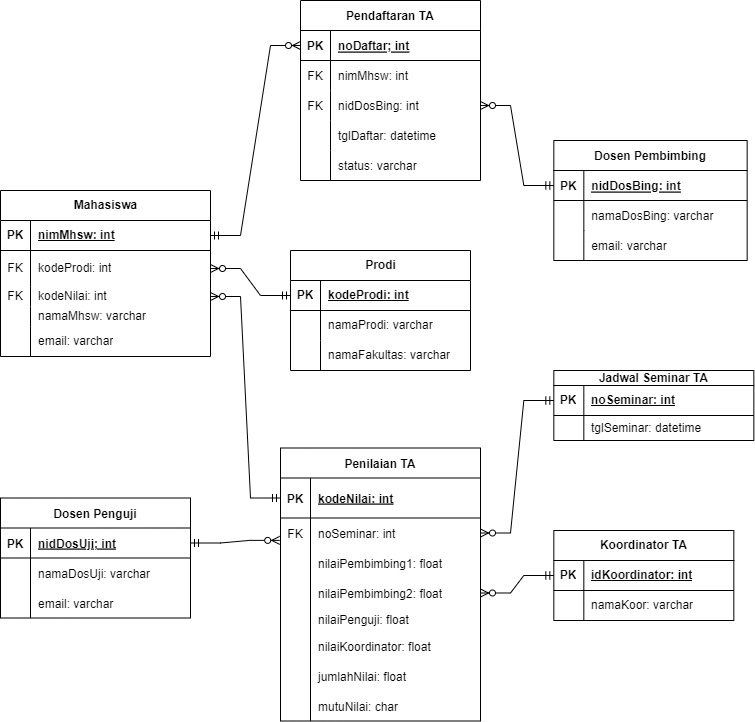 Pendaftaran TA
PK noDaftar; int
FK nimMhsw: int
FK nidDosBing: int
tglDaftar: datetime
status: varchar
Dosen Pembimbing
PK nidDosBing: int
namaDosBing: varchar
email: varchar
Mahasiswa
PK nimMhsw: int
FK kodeProdi: int
FK kodeNilai: int
namaMhsw: varchar
email: varchar
Prodi
PK kodeProdi: int
namaProdi: varchar
namaFakultas: varchar
Jadwal Seminar TA
PK noSeminar: int
tglSeminar: datetime
Penilaian TA
PK kodeNilai: int
FK noSeminar: int
nilaiPembimbing1: float
nilaiPembimbing2: float
nilaiPenguji: float
nilaiKoordinator: float
jumlahNilai: float
mutuNilai: char
Dosen Penguji
PK nidDosUji; int
namaDosUji: varchar
email: varchar
Koordinator TA
PK idKoordinator: int
namaKoor: varchar